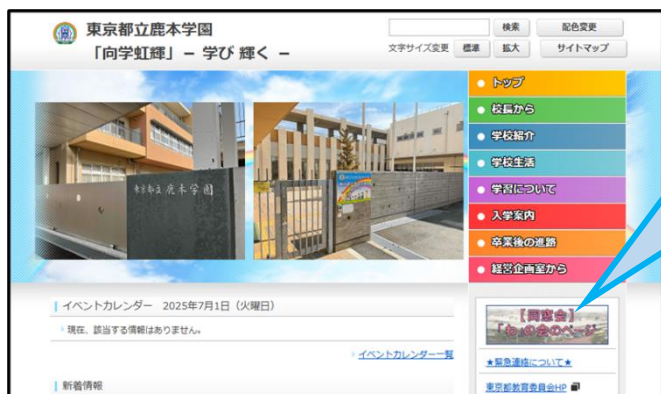 東京都立鹿本学園
「向学虹輝」－ 学び 輝く －
検索
配色変更
文字サイズ変更
標準
拡大
サイトマップ
トップ
校長から
学校紹介
学校生活
学習について
入学案内
卒業後の進路
経営企画室から
東京都立鹿本学園
イベントカレンダー 2025年7月1日（火曜日）
現在、該当する情報はありません。
イベントカレンダー一覧
新着情報
【同窓会】
「わ」の会のページ
★緊急連絡について★
東京都教育委員会HP